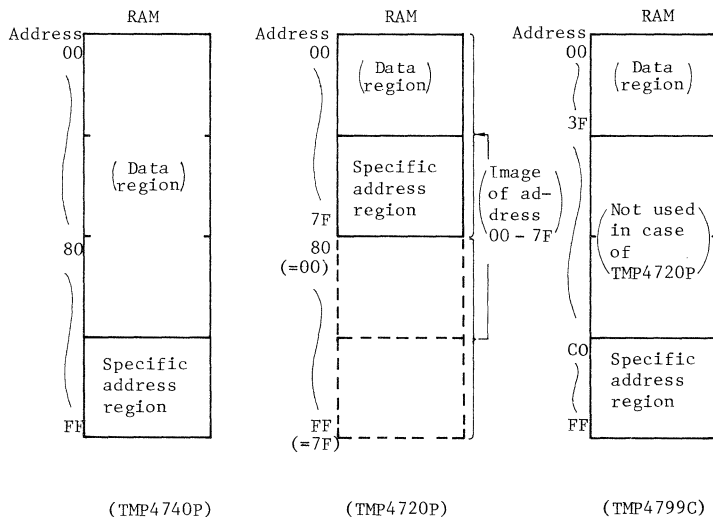 RAM
Address
00
(Data region)
80
Specific
address
region
FF
(TMP4740P)
RAM
Address
00
(Data region)
Specific
address
region
7F
80
(=00)
FF
(=7F)
(Image
of ad-
dress
00 - 7F)
(TMP4720P)
RAM
Address
00
(Data region)
3F
(Not used
in case
of
TMP4720P)
C0
Specific
address
region
FF
(TMP4799C)